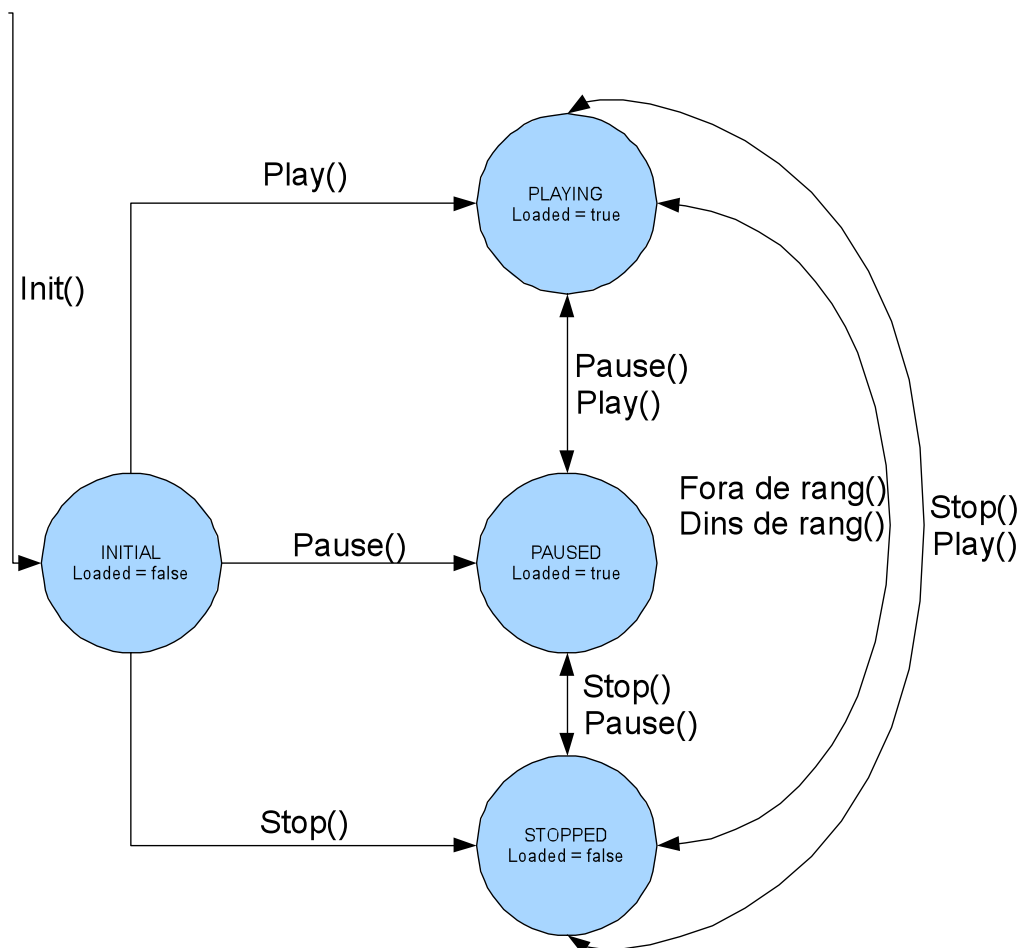 Play()
PLAYING
Loaded = true
Init()
Pause()
Play()
Fora de rang()
Dins de rang()
Stop()
Play()
INITIAL
Loaded = false
Pause()
PAUSED
Loaded = true
Stop()
Pause()
Stop()
STOPPED
Loaded = false